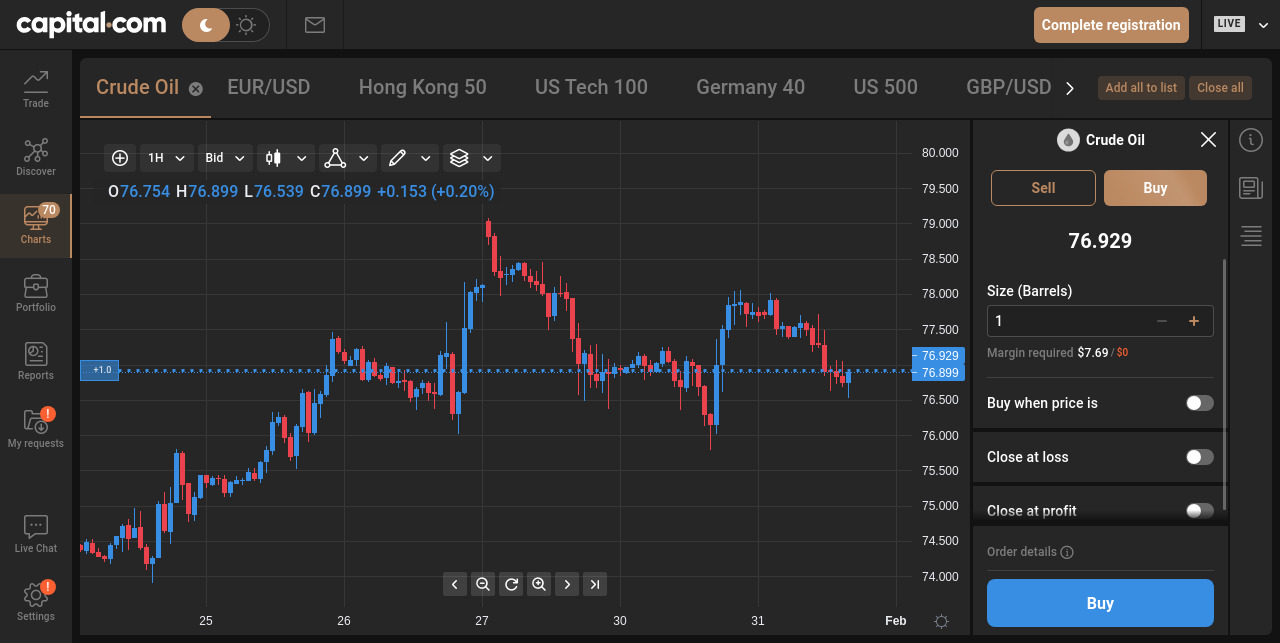 capital.com
Complete registration
LIVE
Trade
Discover
70
Charts
Portfolio
Reports
!
My requests
Live Chat
!
Settings
Crude Oil
EUR/USD
Hong Kong 50
US Tech 100
Germany 40
US 500
GBP/USD
Add all to list
Close all
1H
Bid
O76.754 H76.899 L76.539 C76.899 +0.153 (+0.20%)
+1.0
80.000
79.500
79.000
78.500
78.000
77.500
76.929
76.899
76.500
76.000
75.500
75.000
74.500
74.000
25
26
27
30
31
Feb
Crude Oil
Sell
Buy
76.929
Size (Barrels)
1
Margin required $7.69 / $0
Buy when price is
Close at loss
Close at profit
Order details
Buy